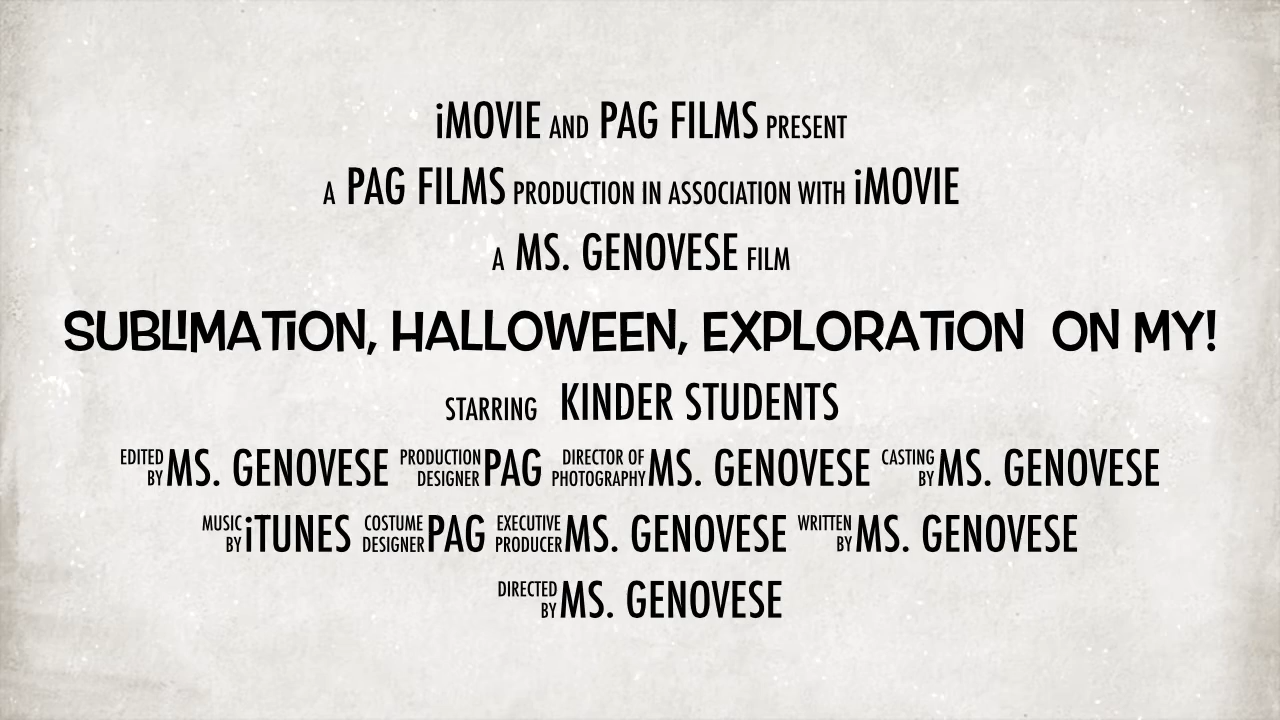 iMOVIE AND PAG FILMS PRESENT
A PAG FILMS PRODUCTION IN ASSOCIATION WITH iMOVIE
A MS. GENOVESE FILM
SUBLIMATION, HALLOWEEN, EXPLORATION ON MY!
STARRING KINDER STUDENTS
EDITED BY MS. GENOVESE PRODUCTION DESIGNER PAG DIRECTOR OF PHOTOGRAPHY MS. GENOVESE CASTING BY MS. GENOVESE
MUSIC BY iTUNES COSTUME DESIGNER PAG EXECUTIVE PRODUCER MS. GENOVESE WRITTEN BY MS. GENOVESE
DIRECTED BY MS. GENOVESE